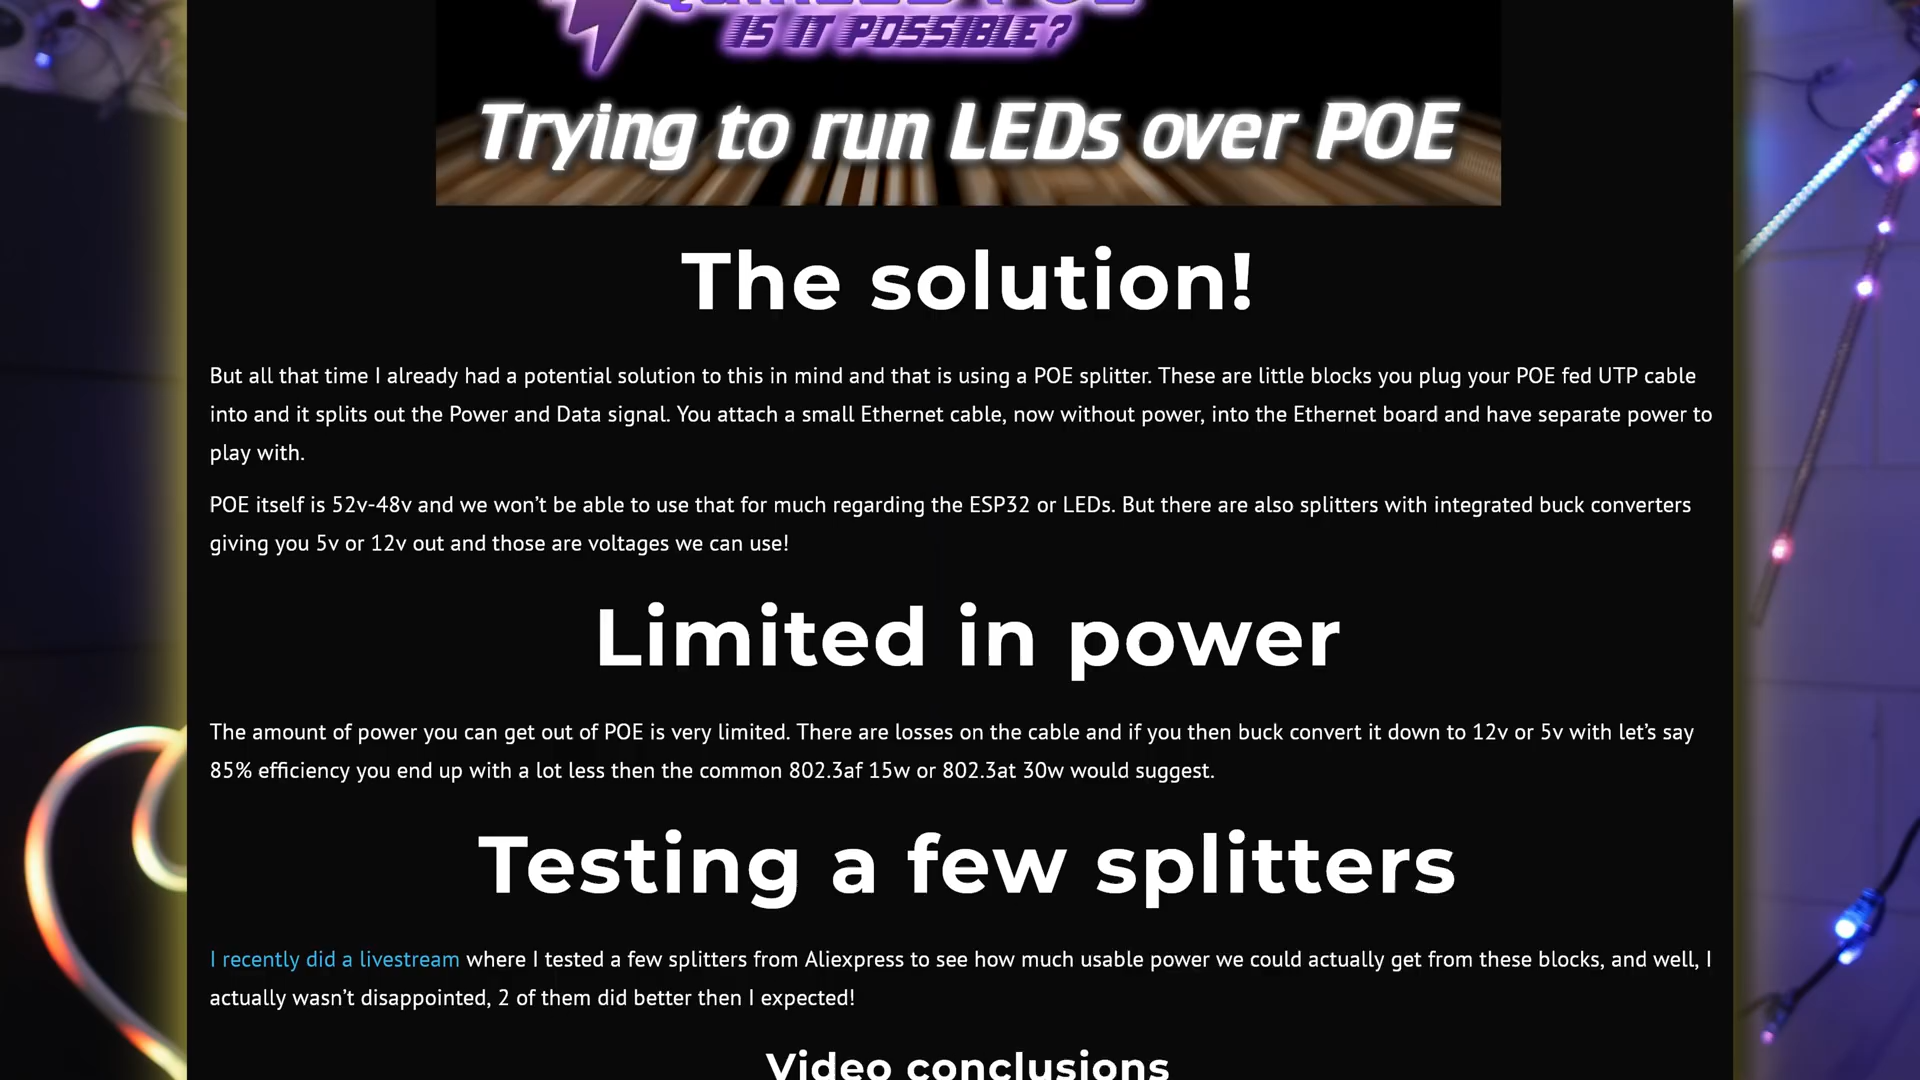 IS IT POSSIBLE?
Trying to run LEDs over POE
The solution!
But all that time I already had a potential solution to this in mind and that is using a POE splitter. These are little blocks you plug your POE fed UTP cable
into and it splits out the Power and Data signal. You attach a small Ethernet cable, now without power, into the Ethernet board and have separate power to
play with.
POE itself is 52v-48v and we won’t be able to use that for much regarding the ESP32 or LEDs. But there are also splitters with integrated buck converters
giving you 5v or 12v out and those are voltages we can use!
Limited in power
The amount of power you can get out of POE is very limited. There are losses on the cable and if you then buck convert it down to 12v or 5v with let’s say
85% efficiency you end up with a lot less then the common 802.3af 15w or 802.3at 30w would suggest.
Testing a few splitters
I recently did a livestream where I tested a few splitters from Aliexpress to see how much usable power we could actually get from these blocks, and well, I
actually wasn’t disappointed, 2 of them did better then I expected!
Video conclusions